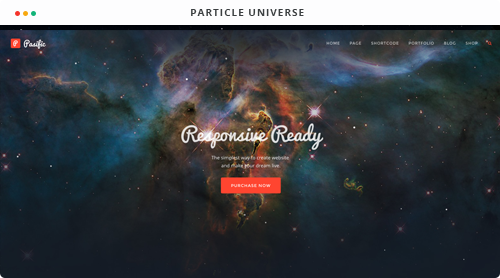 PARTICLE UNIVERSE
Pasific
HOME PAGE SHORTCODE PORTFOLIO BLOG SHOP
Responsive Ready
The simplest way to create website
and make your dream live.
PURCHASE NOW